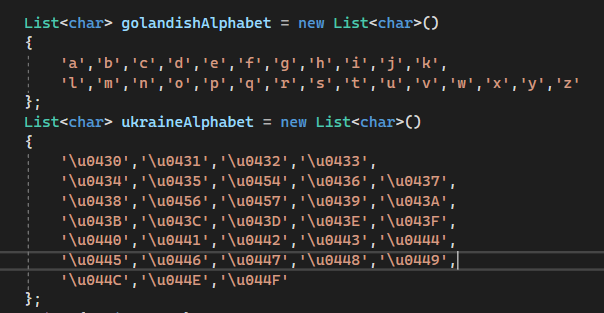 List<char> golandishAlphabet = new List<char>()
{
'a','b','c','d','e','f','g','h','i','j','k',
'l','m','n','o','p','q','r','s','t','u','v','w','x','y','z'
};
List<char> ukraineAlphabet = new List<char>()
{
'\u0430','\u0431','\u0432','\u0433',
'\u0434','\u0435','\u0454','\u0436','\u0437',
'\u0438','\u0456','\u0457','\u0439','\u043A',
'\u043B','\u043C','\u043D','\u043E','\u043F',
'\u0440','\u0441','\u0442','\u0443','\u0444',
'\u0445','\u0446','\u0447','\u0448','\u0449',
'\u044C','\u044E','\u044F'
};